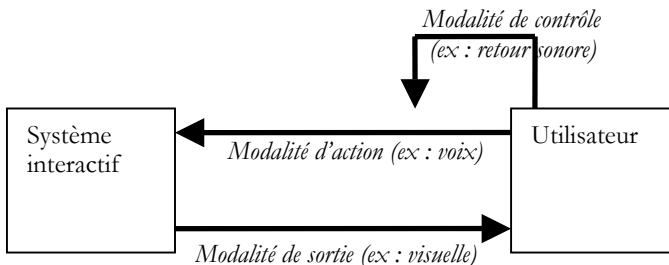 Modalité de contrôle
(ex : retour sonore)
Système
interactif
Utilisateur
Modalité d'action (ex : voix)
Modalité de sortie (ex : visuelle)